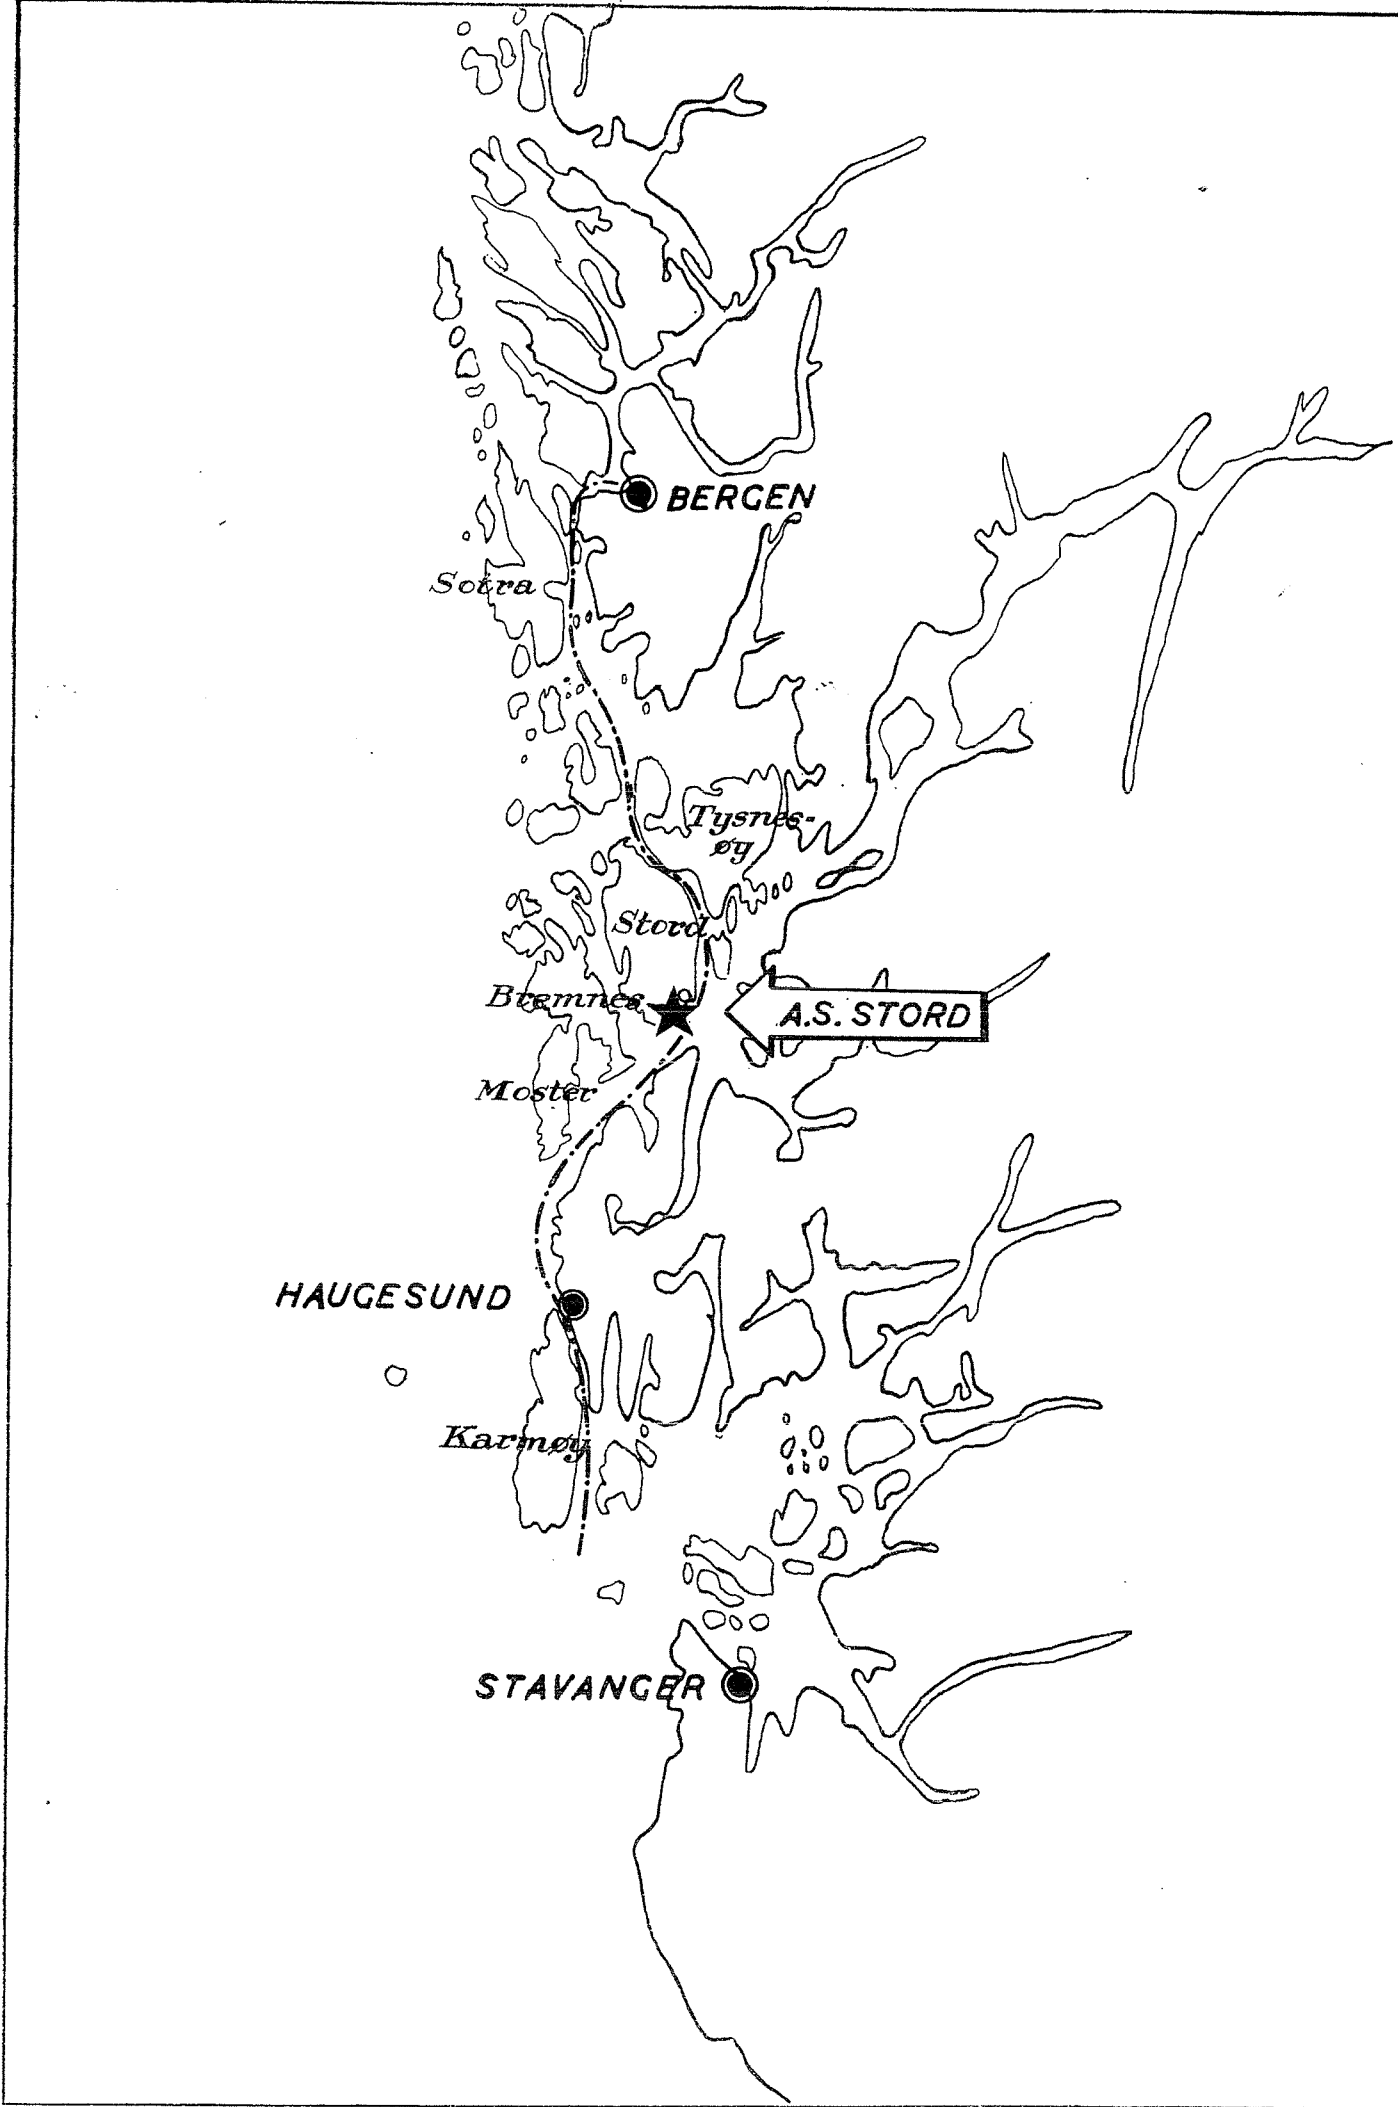 BERGEN
Sotra
Tysnes-
øy
Stord
Bremnes
A.S. STORD
Moster
HAUGESUND
Karmøy
STAVANGER